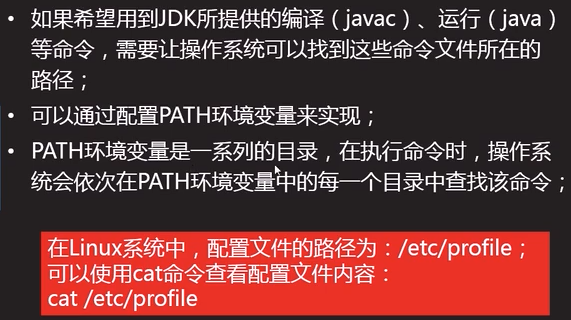 • 如果希望用到JDK所提供的编译（javac）、运行（java）
等命令，需要让操作系统可以找到这些命令文件所在的
路径；
• 可以通过配置PATH环境变量来实现；
• PATH环境变量是一系列的目录，在执行命令时，操作系
统会依次在PATH环境变量中的每一个目录中查找该命令；
在Linux系统中，配置文件的路径为：/etc/profile；
可以使用cat命令查看配置文件内容：
cat /etc/profile